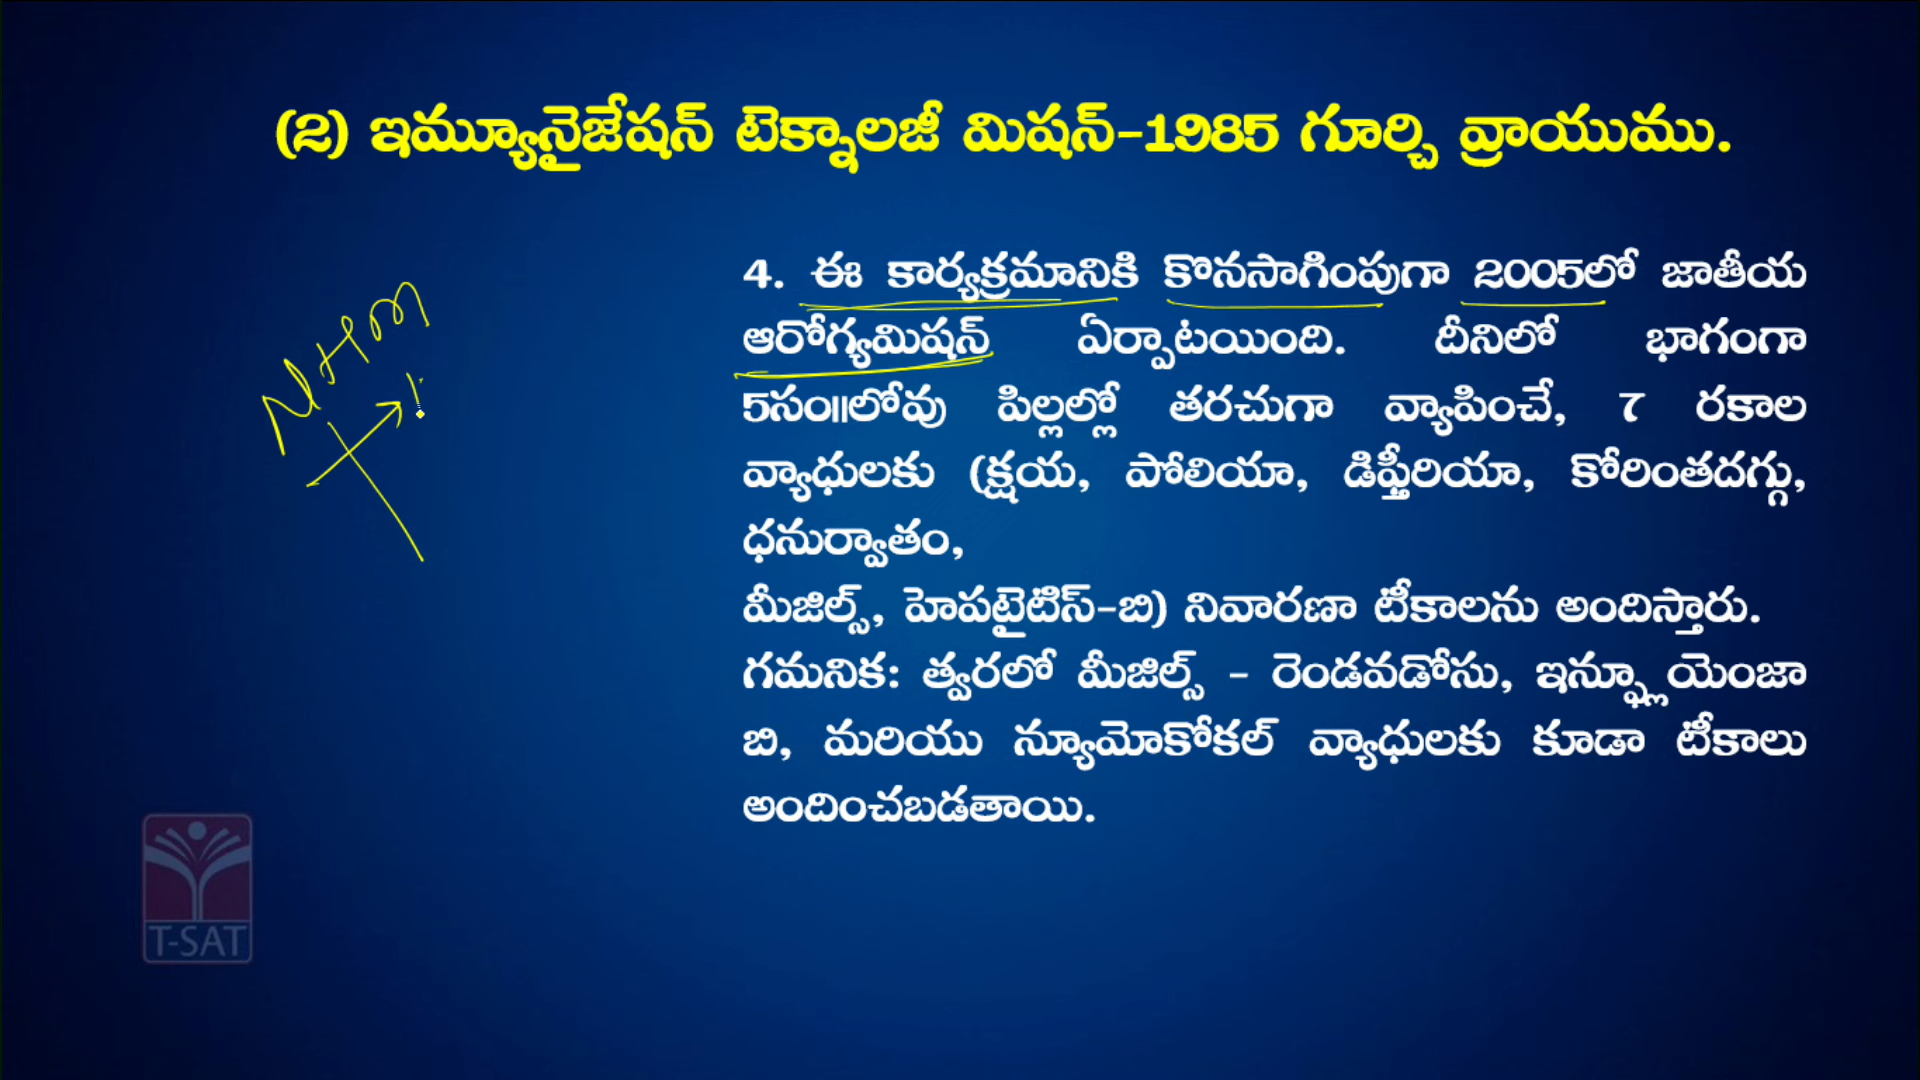 (2) ఇమ్యూనైజేషన్ టెక్నాలజీ మిషన్-1985 గూర్చి వ్రాయుము.
4. ఈ కార్యక్రమానికి కొనసాగింపుగా 2005లో జాతీయ
ఆరోగ్యమిషన్ ఏర్పాటయింది. దీనిలో భాగంగా
5సం॥లోపు పిల్లల్లో తరచుగా వ్యాపించే, 7 రకాల
వ్యాధులకు (క్షయ, పోలియా, డిఫ్తీరియా, కోరింతదగ్గు,
ధనుర్వాతం,
మీజిల్స్, హెపటైటిస్-బి) నివారణా టీకాలను అందిస్తారు.
గమనిక: త్వరలో మీజిల్స్ - రెండవడోసు, ఇన్ఫ్లూయెంజా
బి, మరియు న్యూమోకోకల్ వ్యాధులకు కూడా టీకాలు
అందించబడతాయి.
NHM
T-SAT